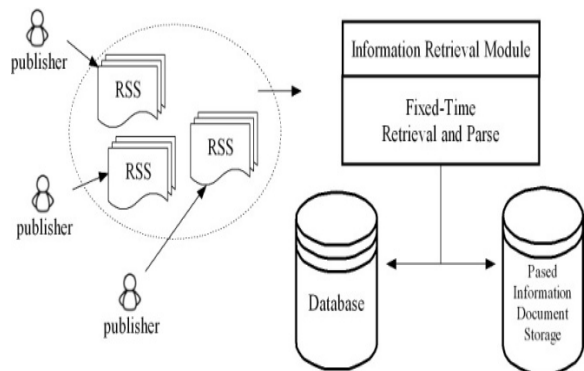 publisher
RSS
RSS
RSS
publisher
publisher
Information Retrieval Module
Fixed-Time
Retrieval and Parse
Database
Pased
Information
Document
Storage